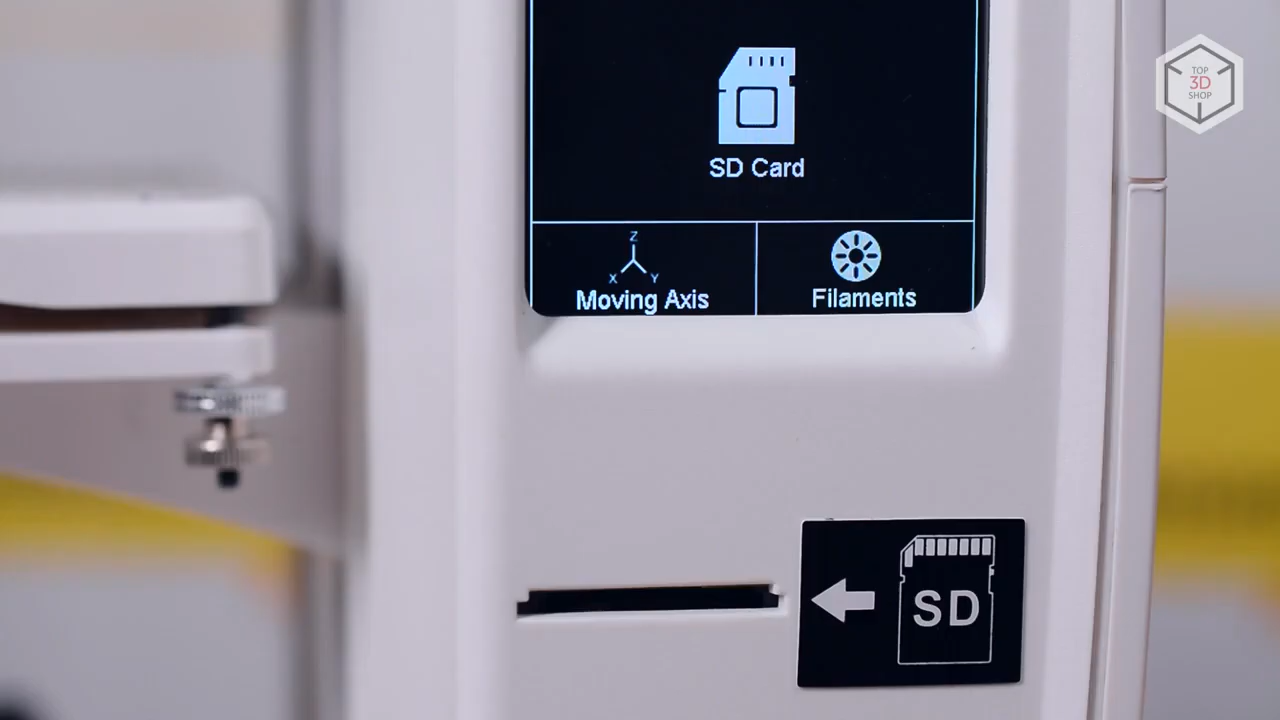 TOP
3D
SHOP
SD Card
Z
X Y
Moving Axis
Filaments
SD